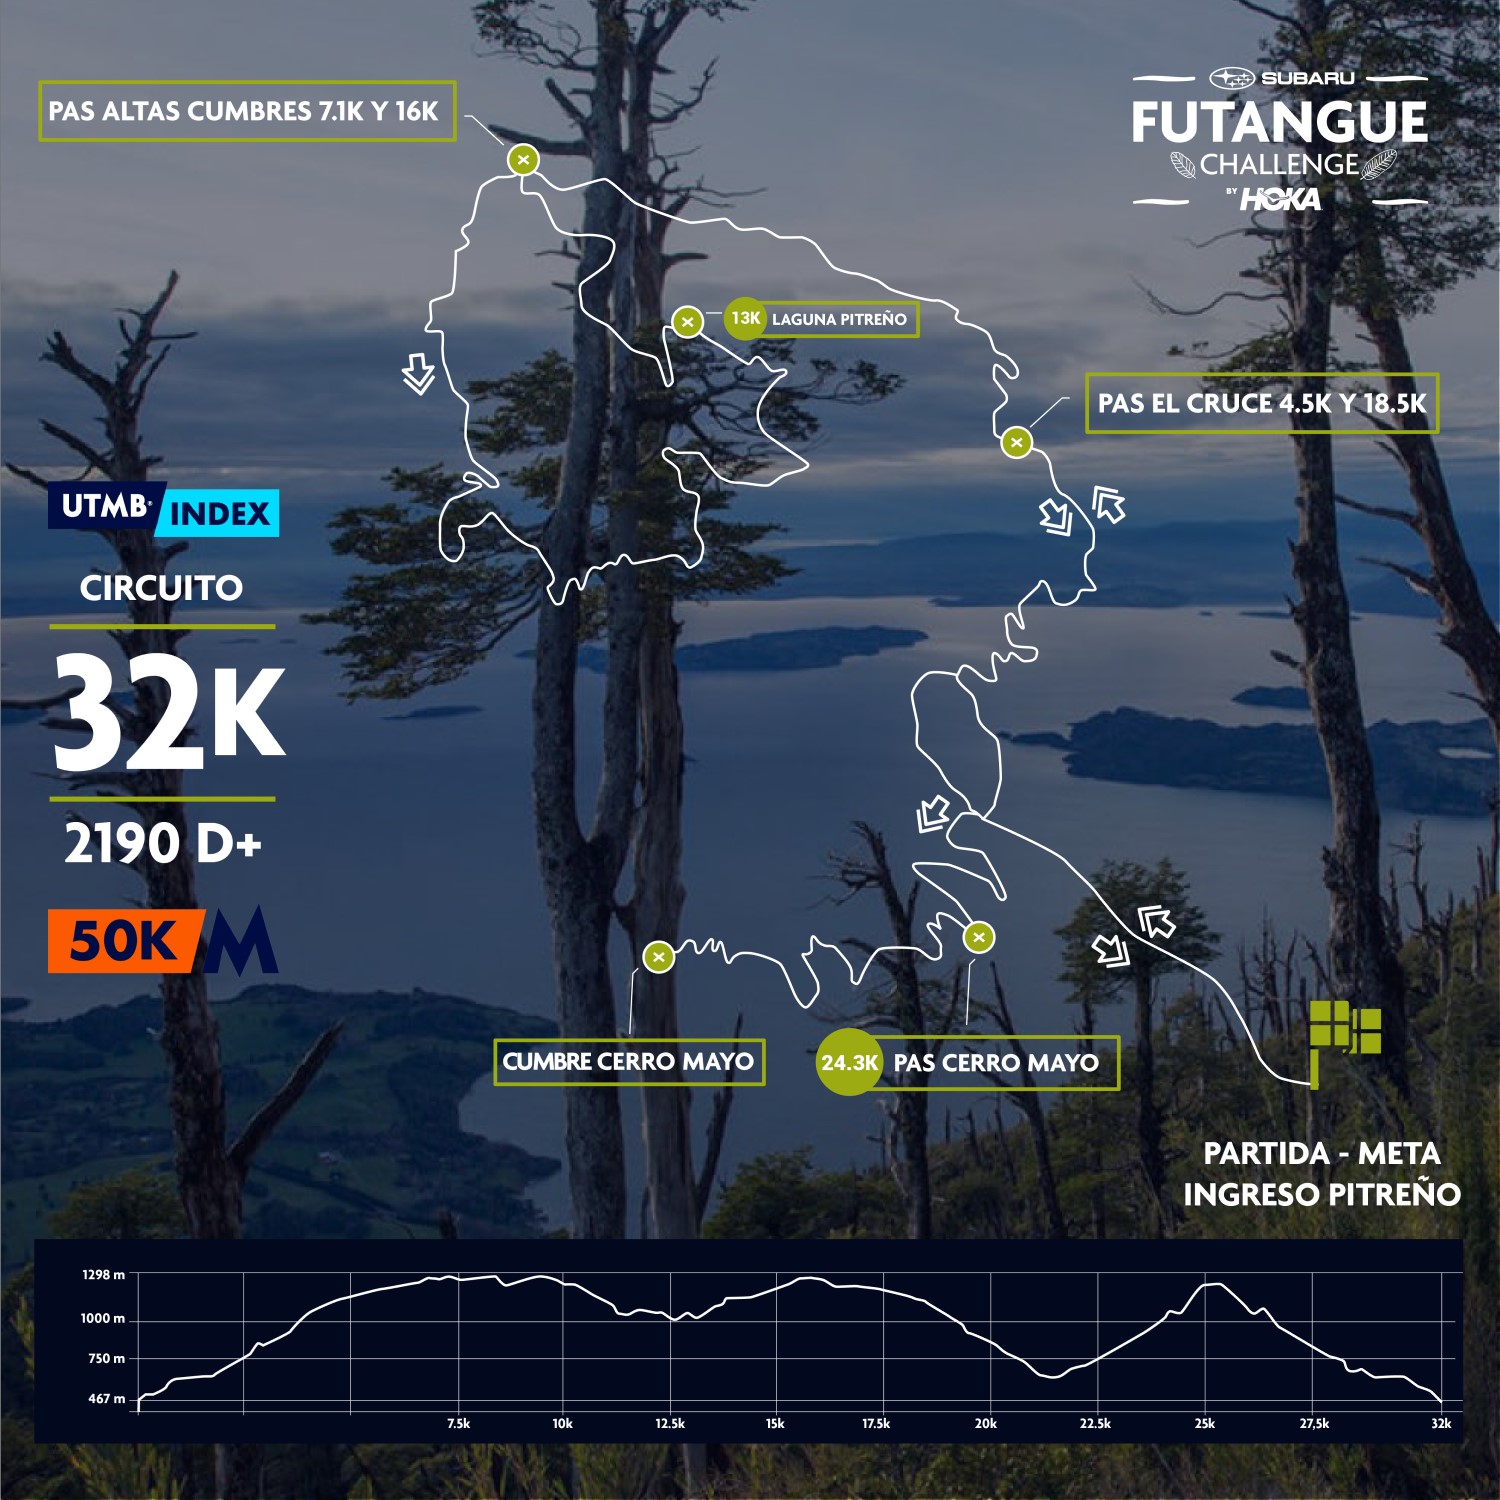 PAS ALTAS CUMBRES 7.1K Y 16K
SUBARU
FUTANGUE
CHALLENGE
BY HOKA
13K LAGUNA PITREÑO
PAS EL CRUCE 4.5K Y 18.5K
UTMB® INDEX
CIRCUITO
32K
2190 D+
50K M
CUMBRE CERRO MAYO
24.3K PAS CERRO MAYO
PARTIDA - META
INGRESO PITREÑO
1298 m
1000 m
750 m
467 m
7.5k 10k 12.5k 15k 17.5k 20k 22.5k 25k 27,5k 32k